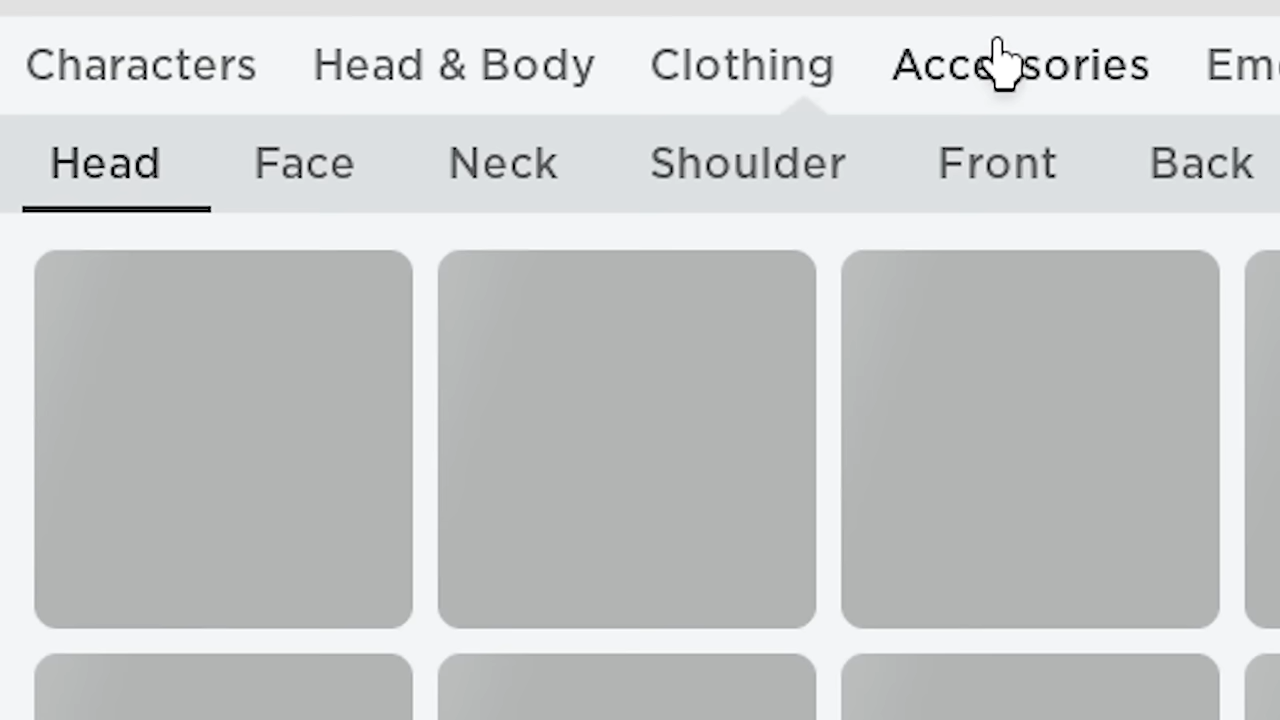 Characters Head & Body Clothing Accessories
Head Face Neck Shoulder Front Back